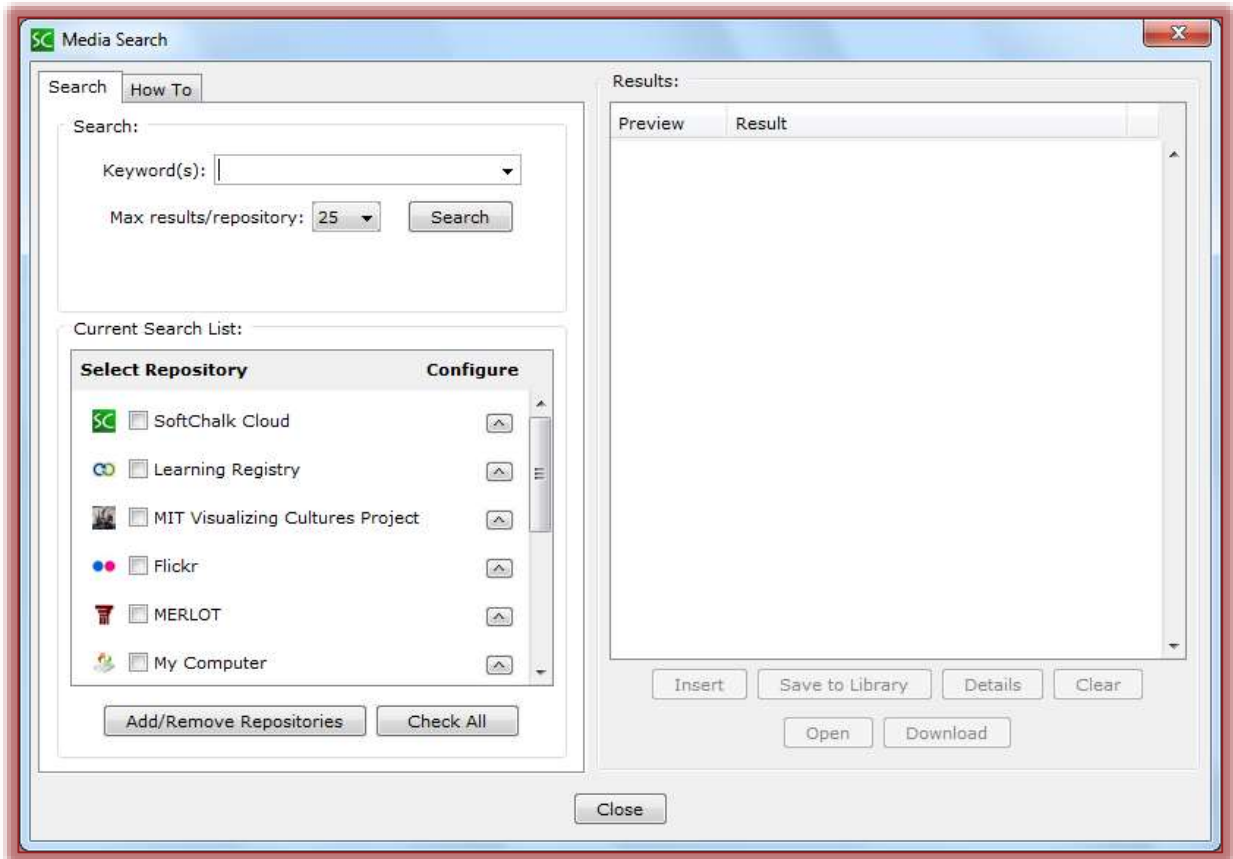 SC Media Search
Search How To
Search:
Keyword(s):
Max results/repository: 25 Search
Current Search List:
Select Repository Configure
SC SoftChalk Cloud
Learning Registry
MIT Visualizing Cultures Project
Flickr
MERLOT
My Computer
Add/Remove Repositories Check All
Results:
Preview Result
Insert Save to Library Details Clear
Open Download
Close